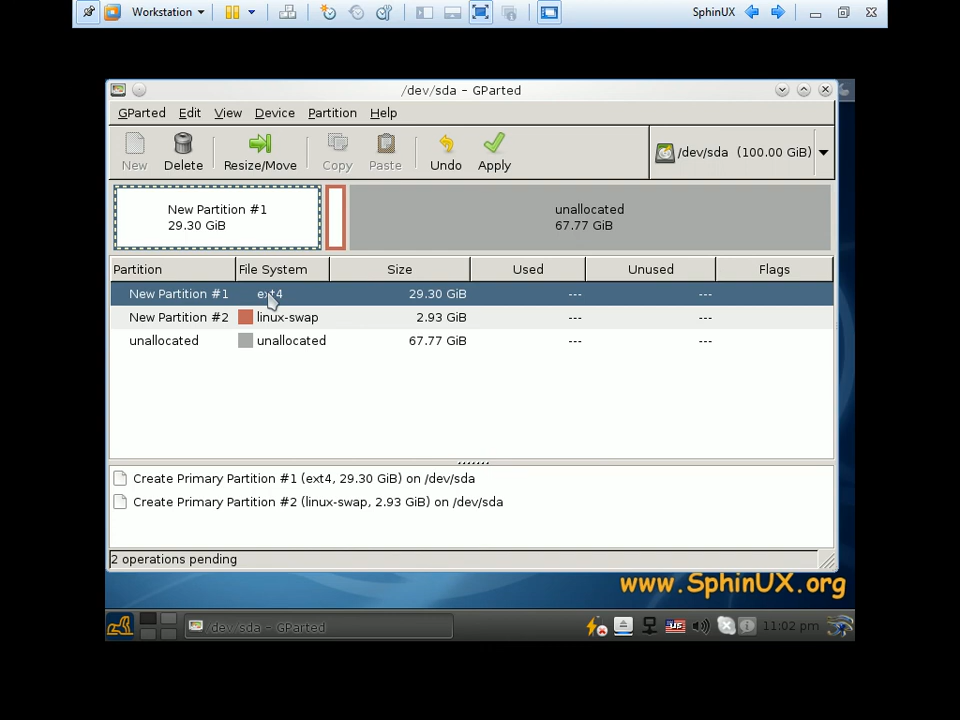 Workstation
SphinUX
/dev/sda - GParted
GParted Edit View Device Partition Help
New Delete Resize/Move Copy Paste Undo Apply /dev/sda (100.00 GiB)
New Partition #1
29.30 GiB
unallocated
67.77 GiB
Partition File System Size Used Unused Flags
New Partition #1 ext4 29.30 GiB --- ---
New Partition #2 linux-swap 2.93 GiB --- ---
unallocated unallocated 67.77 GiB --- ---
Create Primary Partition #1 (ext4, 29.30 GiB) on /dev/sda
Create Primary Partition #2 (linux-swap, 2.93 GiB) on /dev/sda
2 operations pending
www.SphinUX.org
/dev/sda - GParted
US
11:02 pm